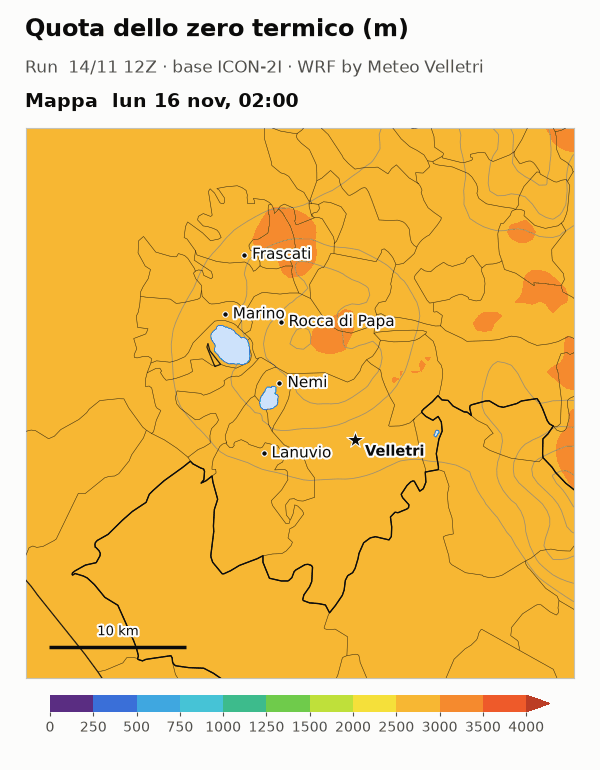 Quota dello zero termico (m)
Run  14/11 12Z · base ICON-2I · WRF by Meteo Velletri
Mappa  lun 16 nov, 02:00
Frascati
Marino
Rocca di Papa
Nemi
Velletri
Lanuvio
10 km
0 250 500 750 1000 1250 1500 2000 2500 3000 3500 4000